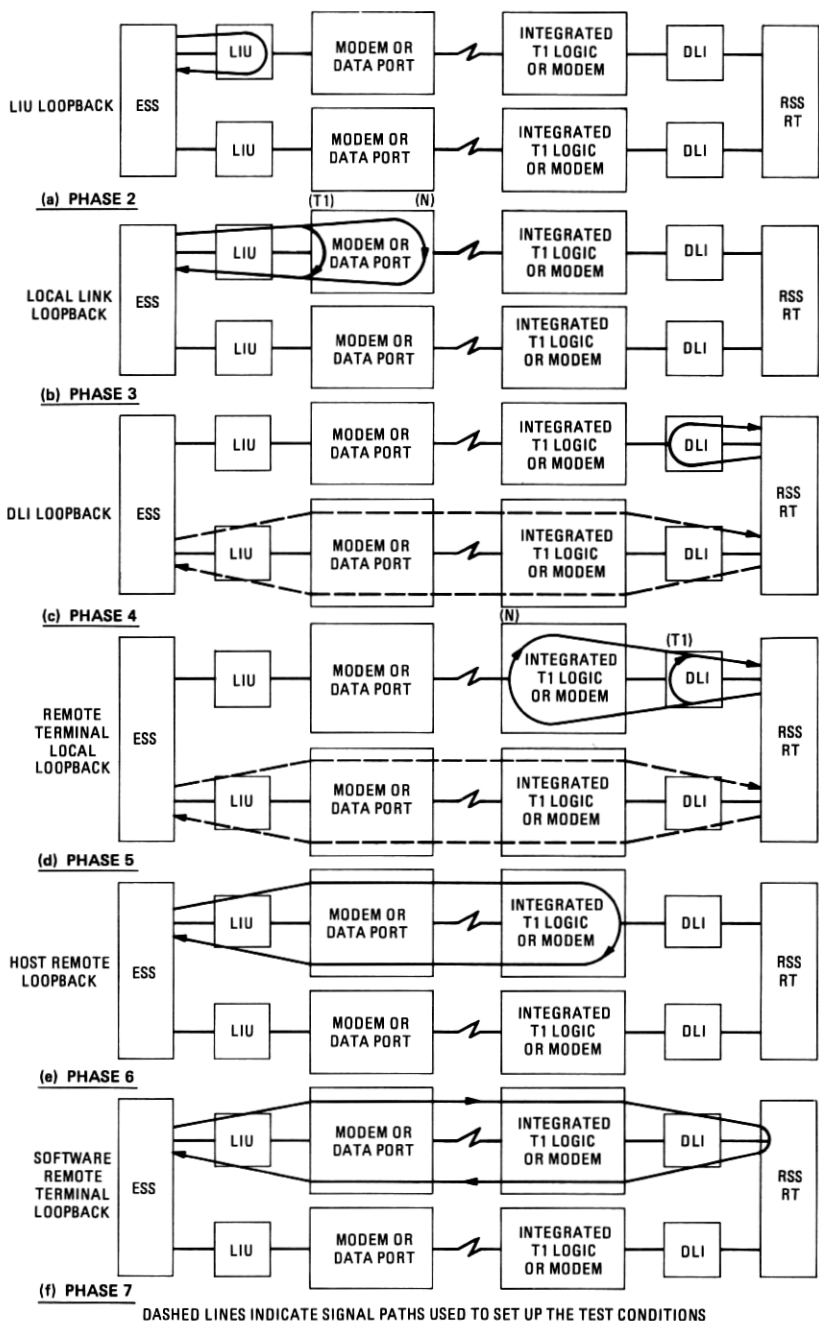 LIU LOOPBACK
ESS
LIU
MODEM OR
DATA PORT
INTEGRATED
T1 LOGIC
OR MODEM
DLI
RSS
RT
LIU
MODEM OR
DATA PORT
INTEGRATED
T1 LOGIC
OR MODEM
DLI
(a) PHASE 2
(T1)
(N)
LOCAL LINK
LOOPBACK
ESS
LIU
MODEM OR
DATA PORT
INTEGRATED
T1 LOGIC
OR MODEM
DLI
RSS
RT
LIU
MODEM OR
DATA PORT
INTEGRATED
T1 LOGIC
OR MODEM
DLI
(b) PHASE 3
DLI LOOPBACK
ESS
LIU
MODEM OR
DATA PORT
INTEGRATED
T1 LOGIC
OR MODEM
DLI
RSS
RT
LIU
MODEM OR
DATA PORT
INTEGRATED
T1 LOGIC
OR MODEM
DLI
(c) PHASE 4
(N)
(T1)
REMOTE
TERMINAL
LOCAL
LOOPBACK
ESS
LIU
MODEM OR
DATA PORT
INTEGRATED
T1 LOGIC
OR MODEM
DLI
RSS
RT
LIU
MODEM OR
DATA PORT
INTEGRATED
T1 LOGIC
OR MODEM
DLI
(d) PHASE 5
HOST REMOTE
LOOPBACK
ESS
LIU
MODEM OR
DATA PORT
INTEGRATED
T1 LOGIC
OR MODEM
DLI
RSS
RT
LIU
MODEM OR
DATA PORT
INTEGRATED
T1 LOGIC
OR MODEM
DLI
(e) PHASE 6
SOFTWARE
REMOTE
TERMINAL
LOOPBACK
ESS
LIU
MODEM OR
DATA PORT
INTEGRATED
T1 LOGIC
OR MODEM
DLI
RSS
RT
LIU
MODEM OR
DATA PORT
INTEGRATED
T1 LOGIC
OR MODEM
DLI
(f) PHASE 7
DASHED LINES INDICATE SIGNAL PATHS USED TO SET UP THE TEST CONDITIONS